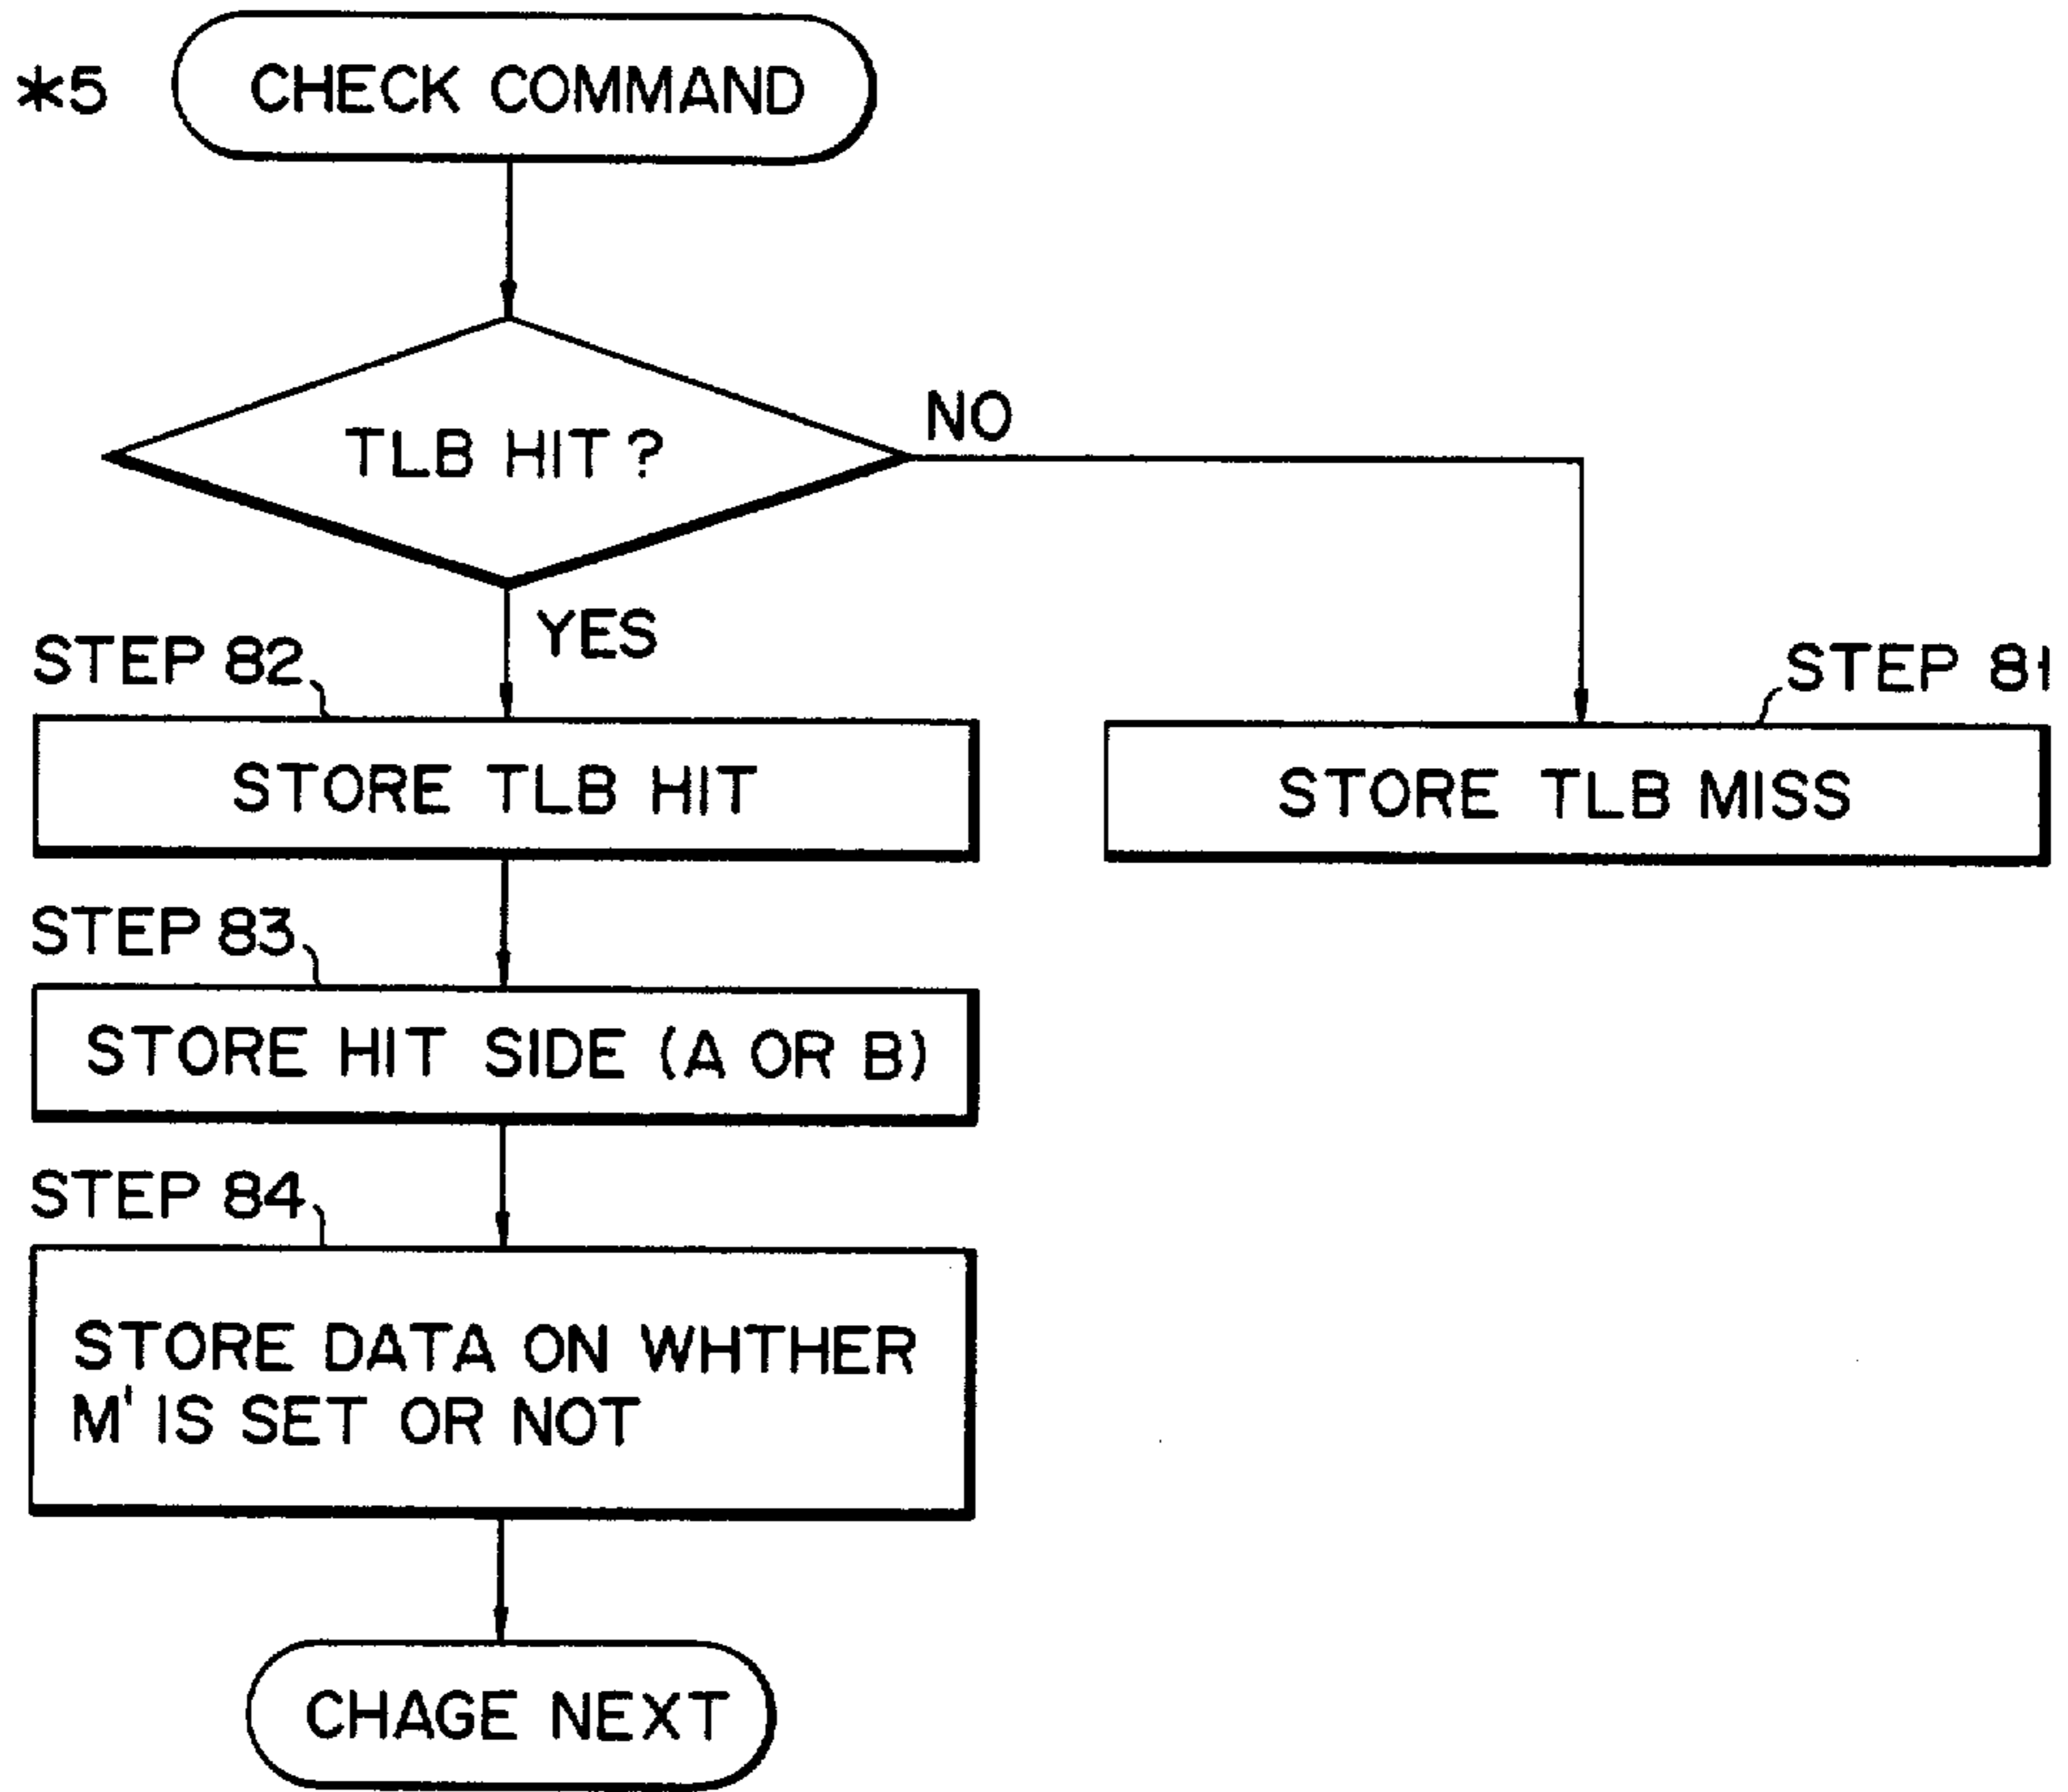 *5
CHECK COMMAND
TLB HIT ?
NO
YES
STEP 82
STORE TLB HIT
STEP 81
STORE TLB MISS
STEP 83
STORE HIT SIDE (A OR B)
STEP 84
STORE DATA ON WHTHER
M' IS SET OR NOT
CHAGE NEXT